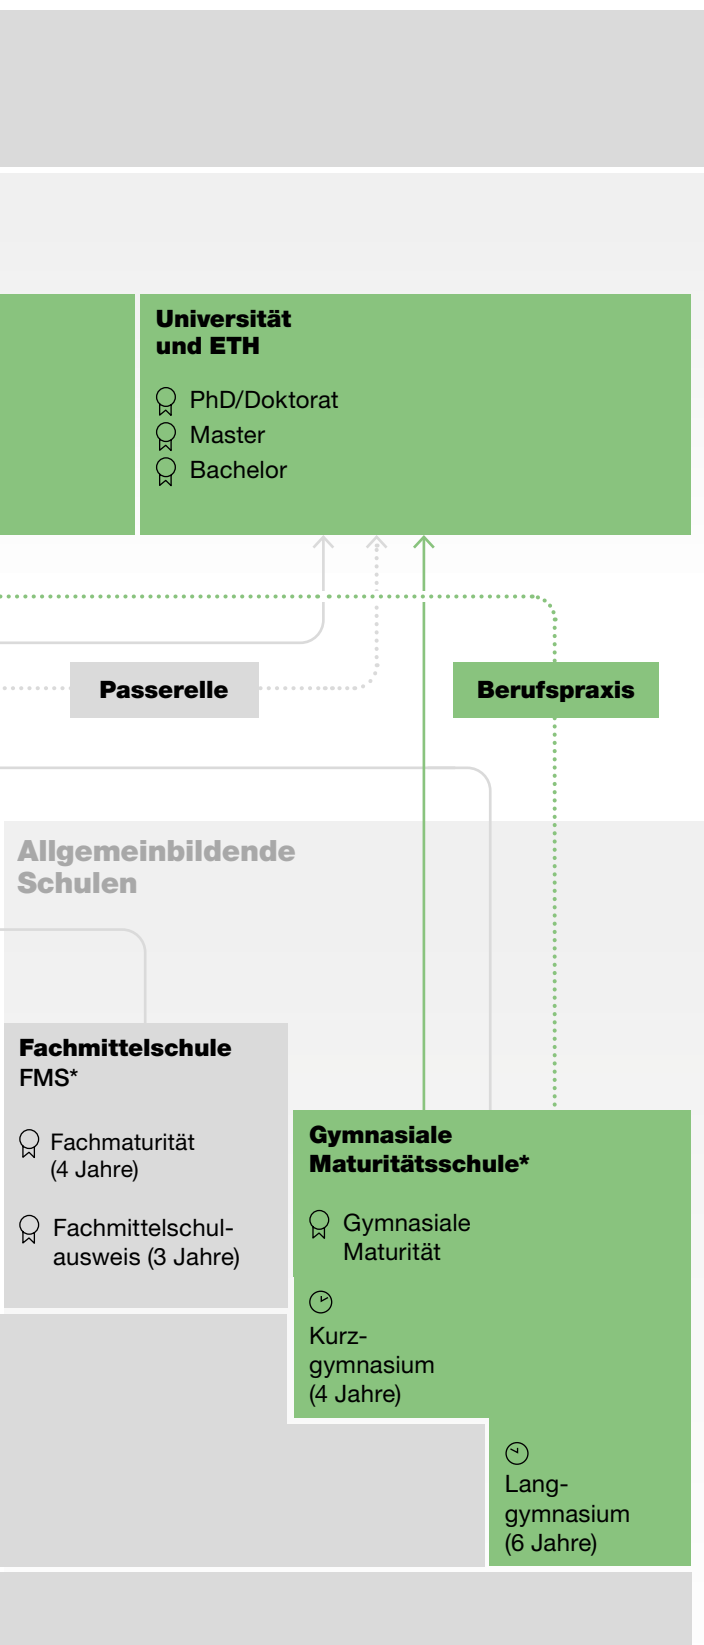 Universität
und ETH
PhD/Doktorat
Master
Bachelor
Passerelle
Berufspraxis
Allgemeinbildende
Schulen
Fachmittelschule
FMS*
Fachmaturität
(4 Jahre)
Fachmittelschul-
ausweis (3 Jahre)
Gymnasiale
Maturitätsschule*
Gymnasiale
Maturität
Kurz-
gymnasium
(4 Jahre)
Lang-
gymnasium
(6 Jahre)